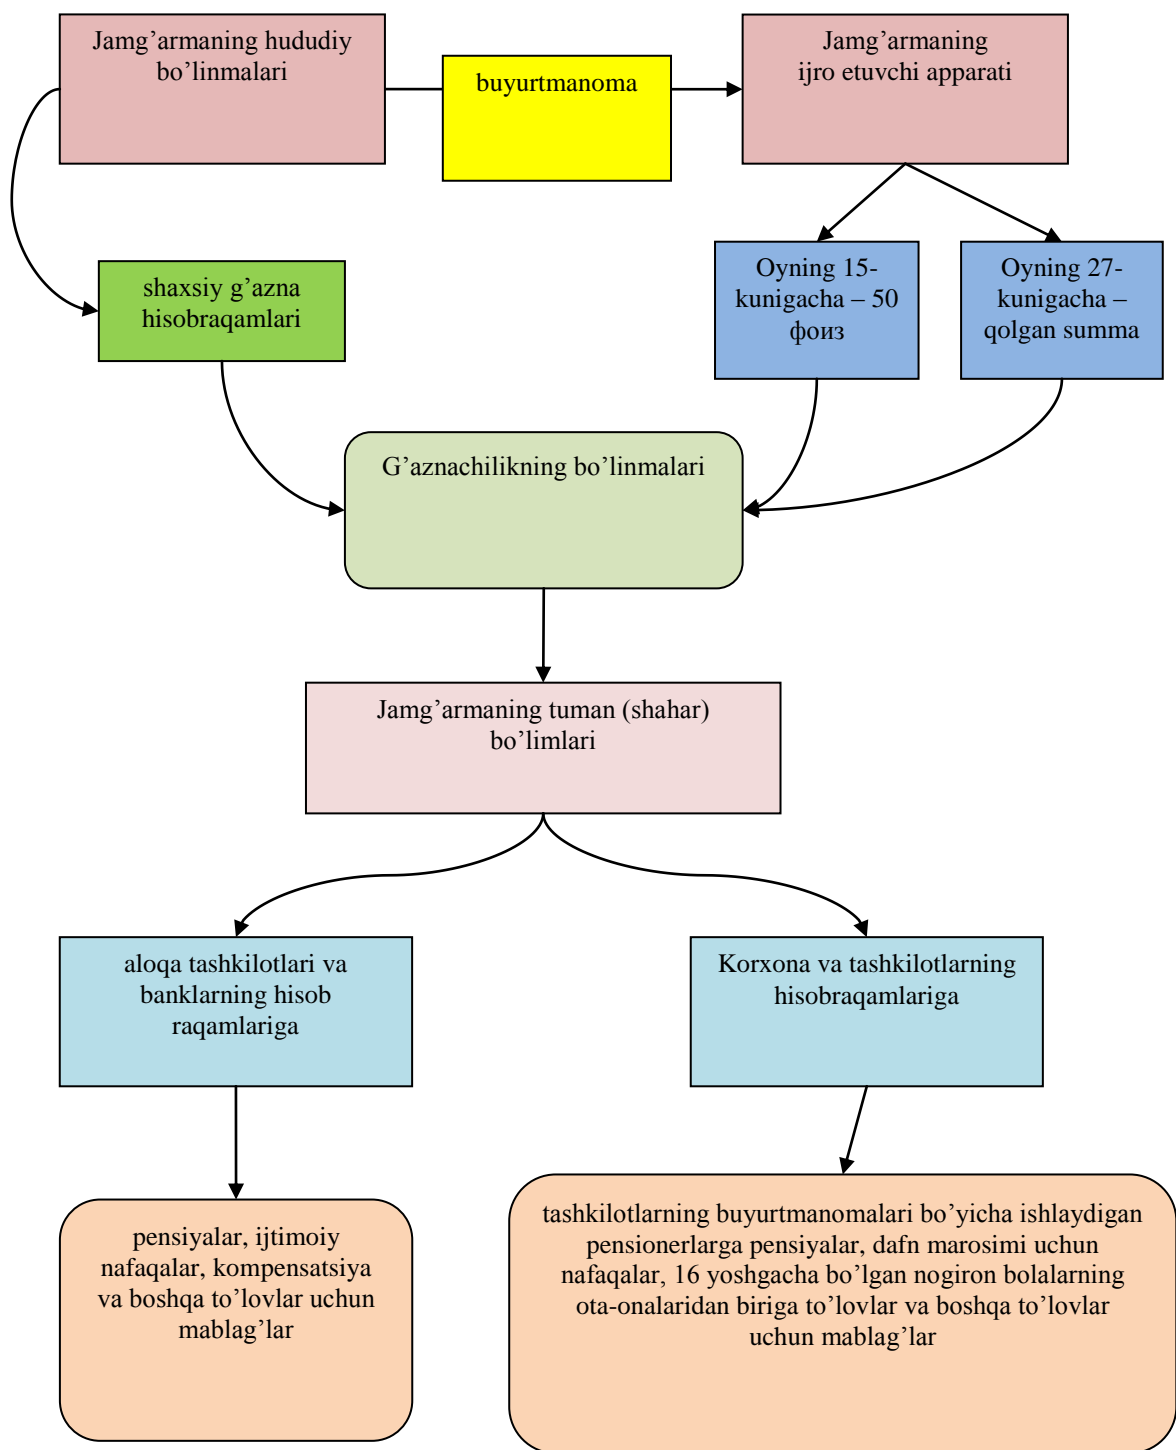 Jamg’armaning hududiy
bo’linmalari
buyurtmanoma
Jamg’armaning
ijro etuvchi apparati
shaxsiy g’azna
hisobraqamlari
Oyning 15-
kunigacha – 50
фоиз
Oyning 27-
kunigacha –
qolgan summa
G’aznachilikning bo’linmalari
Jamg’armaning tuman (shahar)
bo’limlari
aloqa tashkilotlari va
banklarning hisob
raqamlariga
Korxona va tashkilotlarning
hisobraqamlariga
pensiyalar, ijtimoiy
nafaqalar, kompensatsiya
va boshqa to’lovlar uchun
mablag’lar
tashkilotlarning buyurtmanomalari bo’yicha ishlaydigan
pensionerlarga pensiyalar, dafn marosimi uchun
nafaqalar, 16 yoshgacha bo’lgan nogiron bolalarning
ota-onalaridan biriga to’lovlar va boshqa to’lovlar
uchun mablag’lar